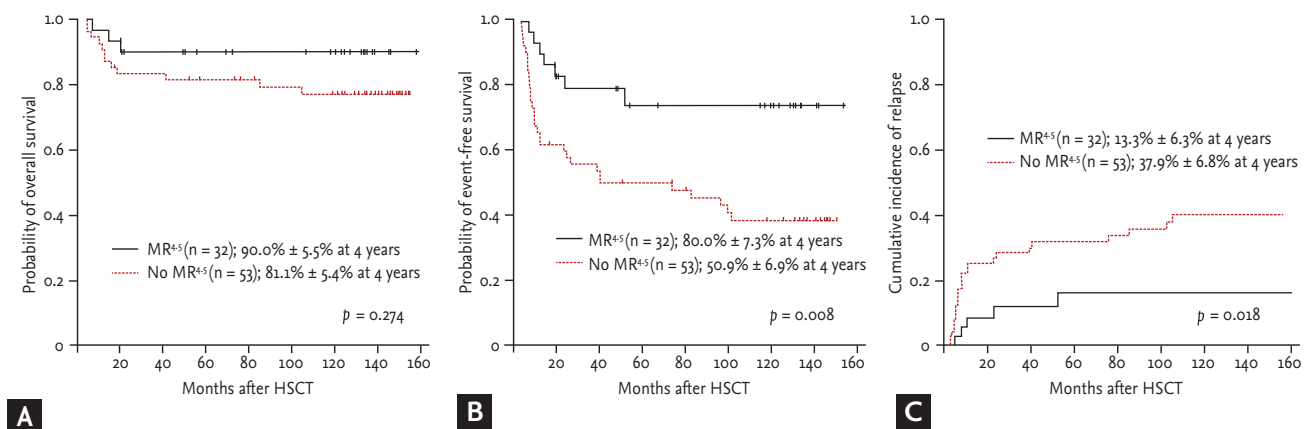 Probability of overall survival
1.0
0.8
0.6
0.4
0.2
0
MR⁴·⁵(n = 32); 90.0% ± 5.5% at 4 years
No MR⁴·⁵(n = 53); 81.1% ± 5.4% at 4 years
p = 0.274
0 20 40 60 80 100 120 140 160
Months after HSCT
A
Probability of event-free survival
1.0
0.8
0.6
0.4
0.2
0
MR⁴·⁵(n = 32); 80.0% ± 7.3% at 4 years
No MR⁴·⁵(n = 53); 50.9% ± 6.9% at 4 years
p = 0.008
0 20 40 60 80 100 120 140 160
Months after HSCT
B
Cumulative incidence of relapse
1.0
0.8
0.6
0.4
0.2
0
MR⁴·⁵(n = 32); 13.3% ± 6.3% at 4 years
No MR⁴·⁵(n = 53); 37.9% ± 6.8% at 4 years
p = 0.018
0 20 40 60 80 100 120 140 160
Months after HSCT
C